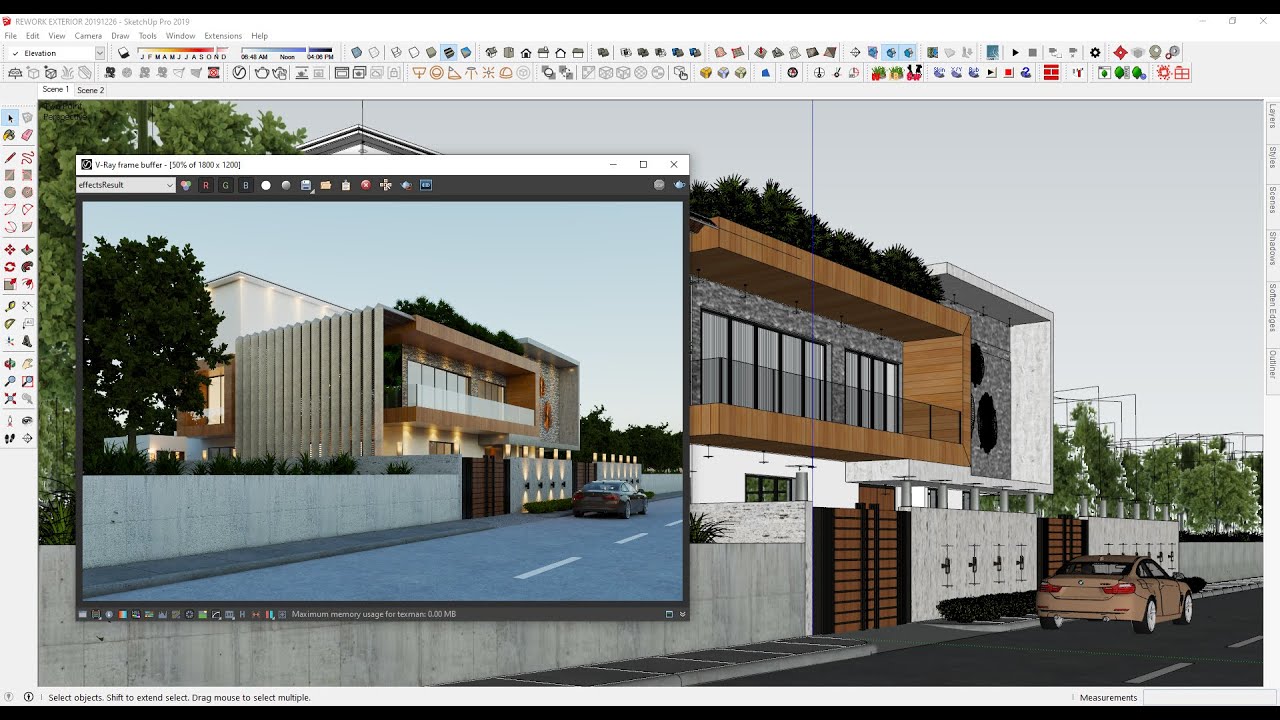 REWORK EXTERIOR 20191226 - SketchUp Pro 2019
File Edit View Camera Draw Tools Window Extensions Help
Elevation
J F M A M J J A S O N D
06:48 AM Noon 04:06 PM
Scene 1 Scene 2
Perspective
V-Ray frame buffer - [50% of 1800 x 1200]
effectsResult
R G B
Maximum memory usage for texman: 0.00 MB
Layers
Styles
Scenes
Shadows
Soften Edges
Outliner
Select objects. Shift to extend select. Drag mouse to select multiple.
Measurements